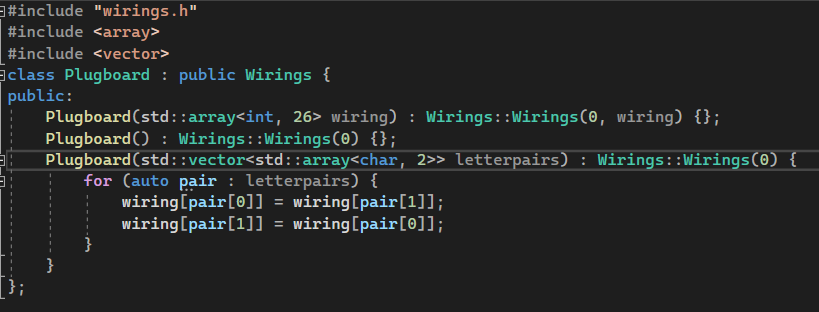 #include "wirings.h"
#include <array>
#include <vector>
class Plugboard : public Wirings {
public:
Plugboard(std::array<int, 26> wiring) : Wirings::Wirings(0, wiring) {};
Plugboard() : Wirings::Wirings(0) {};
Plugboard(std::vector<std::array<char, 2>> letterpairs) : Wirings::Wirings(0) {
for (auto pair : letterpairs) {
wiring[pair[0]] = wiring[pair[1]];
wiring[pair[1]] = wiring[pair[0]];
}
}
};